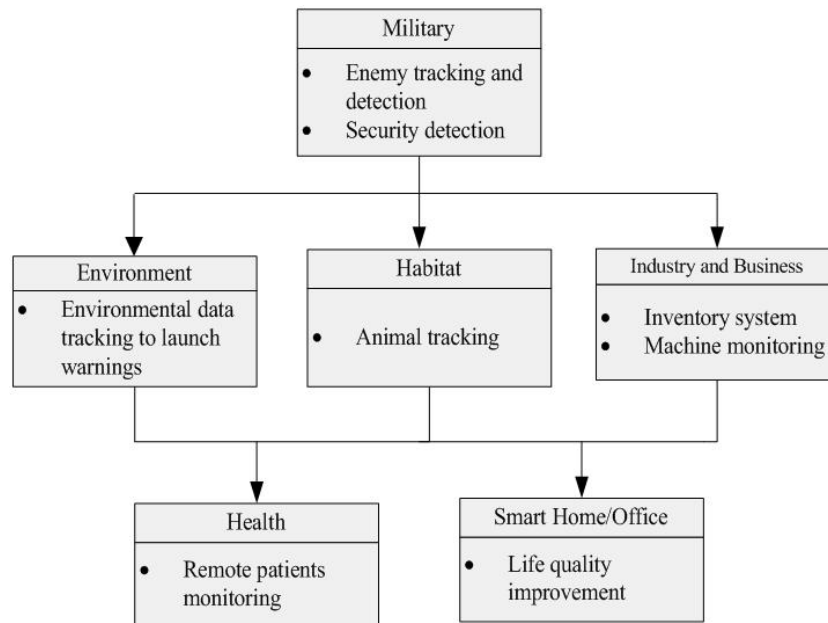 Military
• Enemy tracking and
detection
• Security detection
Environment
• Environmental data
tracking to launch
warnings
Habitat
• Animal tracking
Industry and Business
• Inventory system
• Machine monitoring
Health
• Remote patients
monitoring
Smart Home/Office
• Life quality
improvement